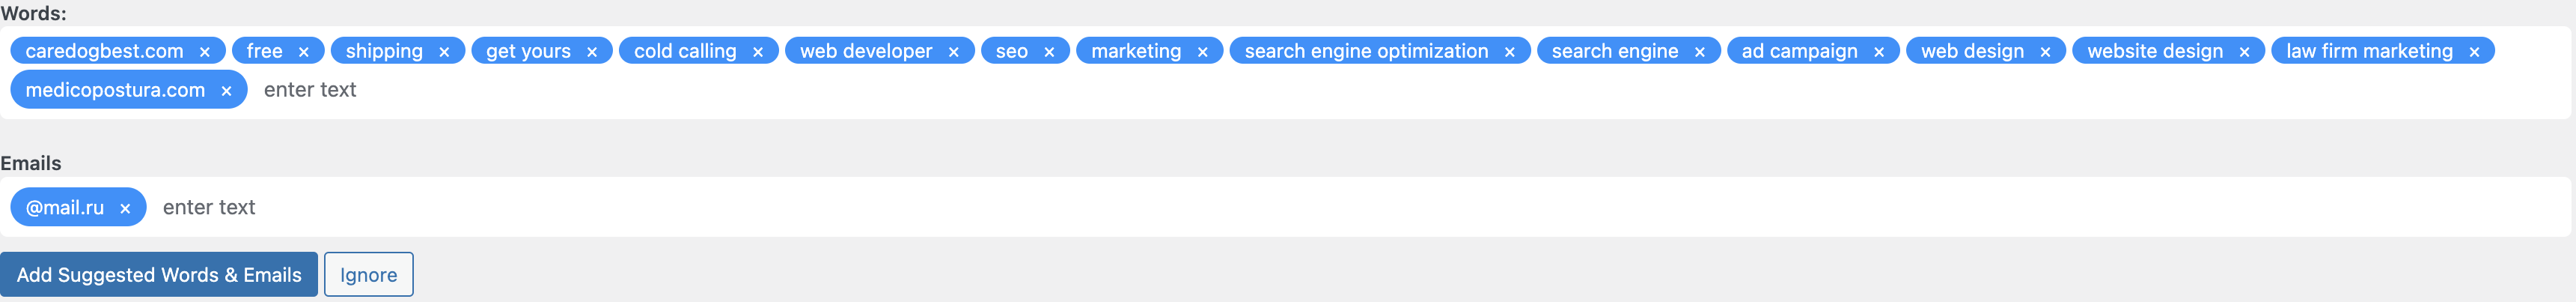 Words:
caredogbest.com × free × shipping × get yours × cold calling × web developer × seo × marketing × search engine optimization × search engine × ad campaign × web design × website design × law firm marketing ×
medicopostura.com × enter text
Emails
@mail.ru × enter text
Add Suggested Words & Emails Ignore